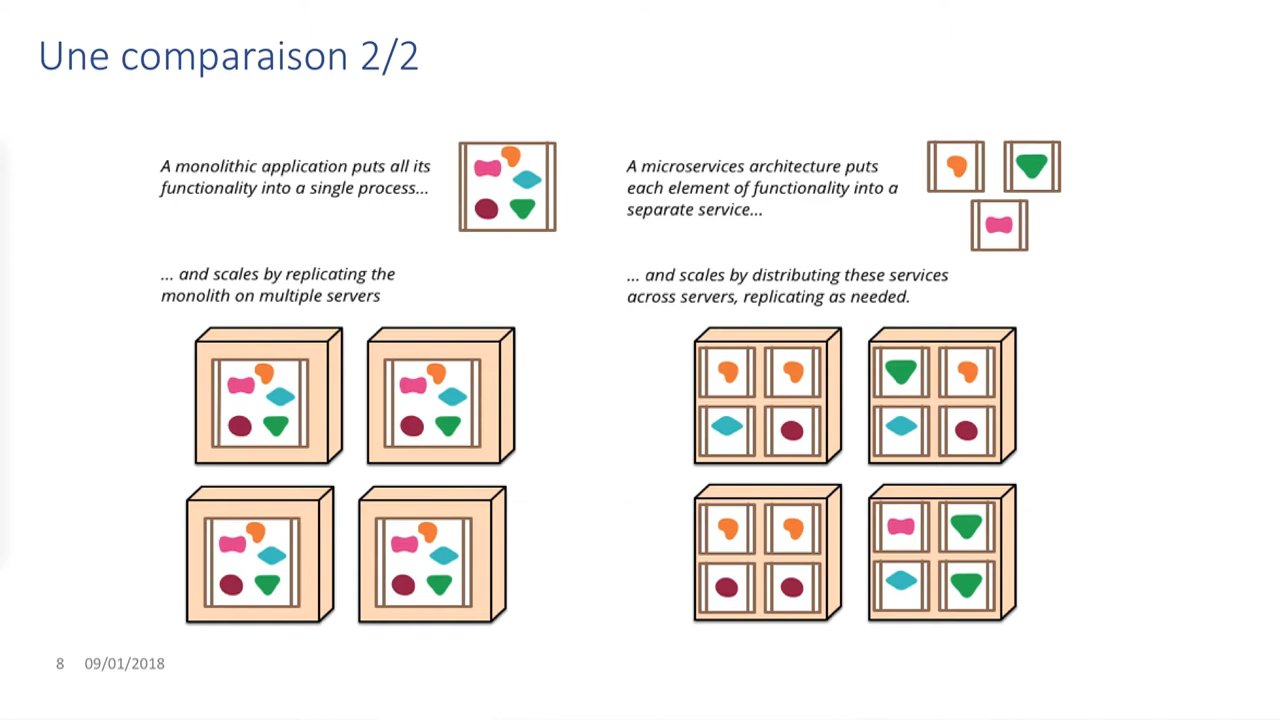 Une comparaison 2/2
A monolithic application puts all its
functionality into a single process...
... and scales by replicating the
monolith on multiple servers
A microservices architecture puts
each element of functionality into a
separate service...
... and scales by distributing these services
across servers, replicating as needed.
8 09/01/2018